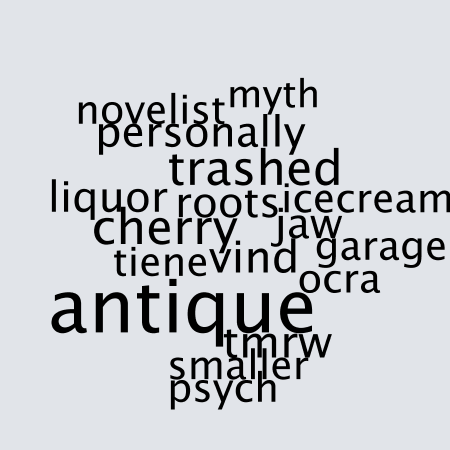 myth
novelist
personally
trashed
liquor roots icecream
cherry jaw
garage
tiene vind
ocra
antique
tmrw
smaller
psych